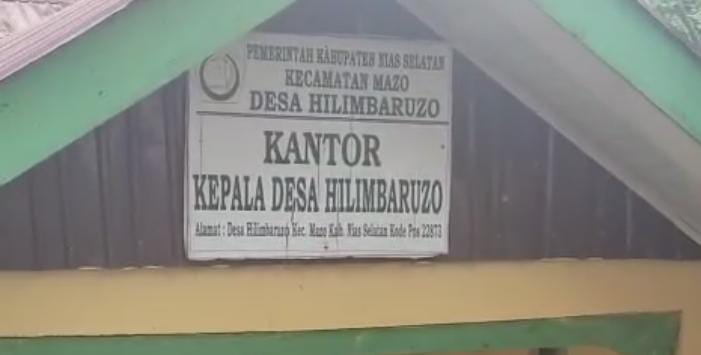 PEMERINTAH KABUPATEN NIAS SELATAN
KECAMATAN MAZO
DESA HILIMBARUZO
KANTOR
KEPALA DESA HILIMBARUZO
Alamat : Desa Hilimbaruzo Kec. Mazo Kab. Nias Selatan Kode Pos 22873